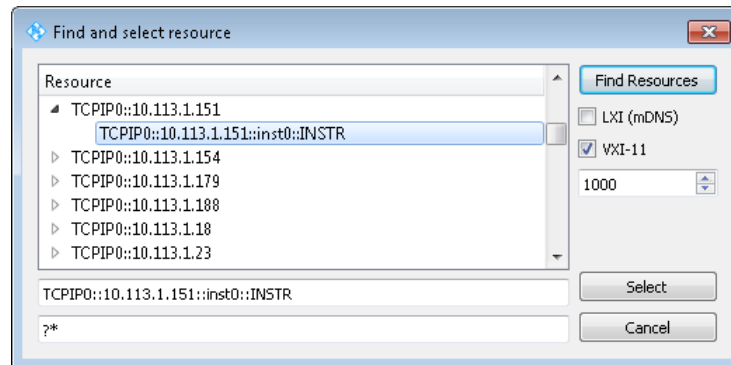 Find and select resource
Resource
TCPIP0::10.113.1.151
TCPIP0::10.113.1.151::inst0::INSTR
TCPIP0::10.113.1.154
TCPIP0::10.113.1.179
TCPIP0::10.113.1.188
TCPIP0::10.113.1.18
TCPIP0::10.113.1.23
TCPIP0::10.113.1.151::inst0::INSTR
?*
Find Resources
LXI (mDNS)
VXI-11
1000
Select
Cancel